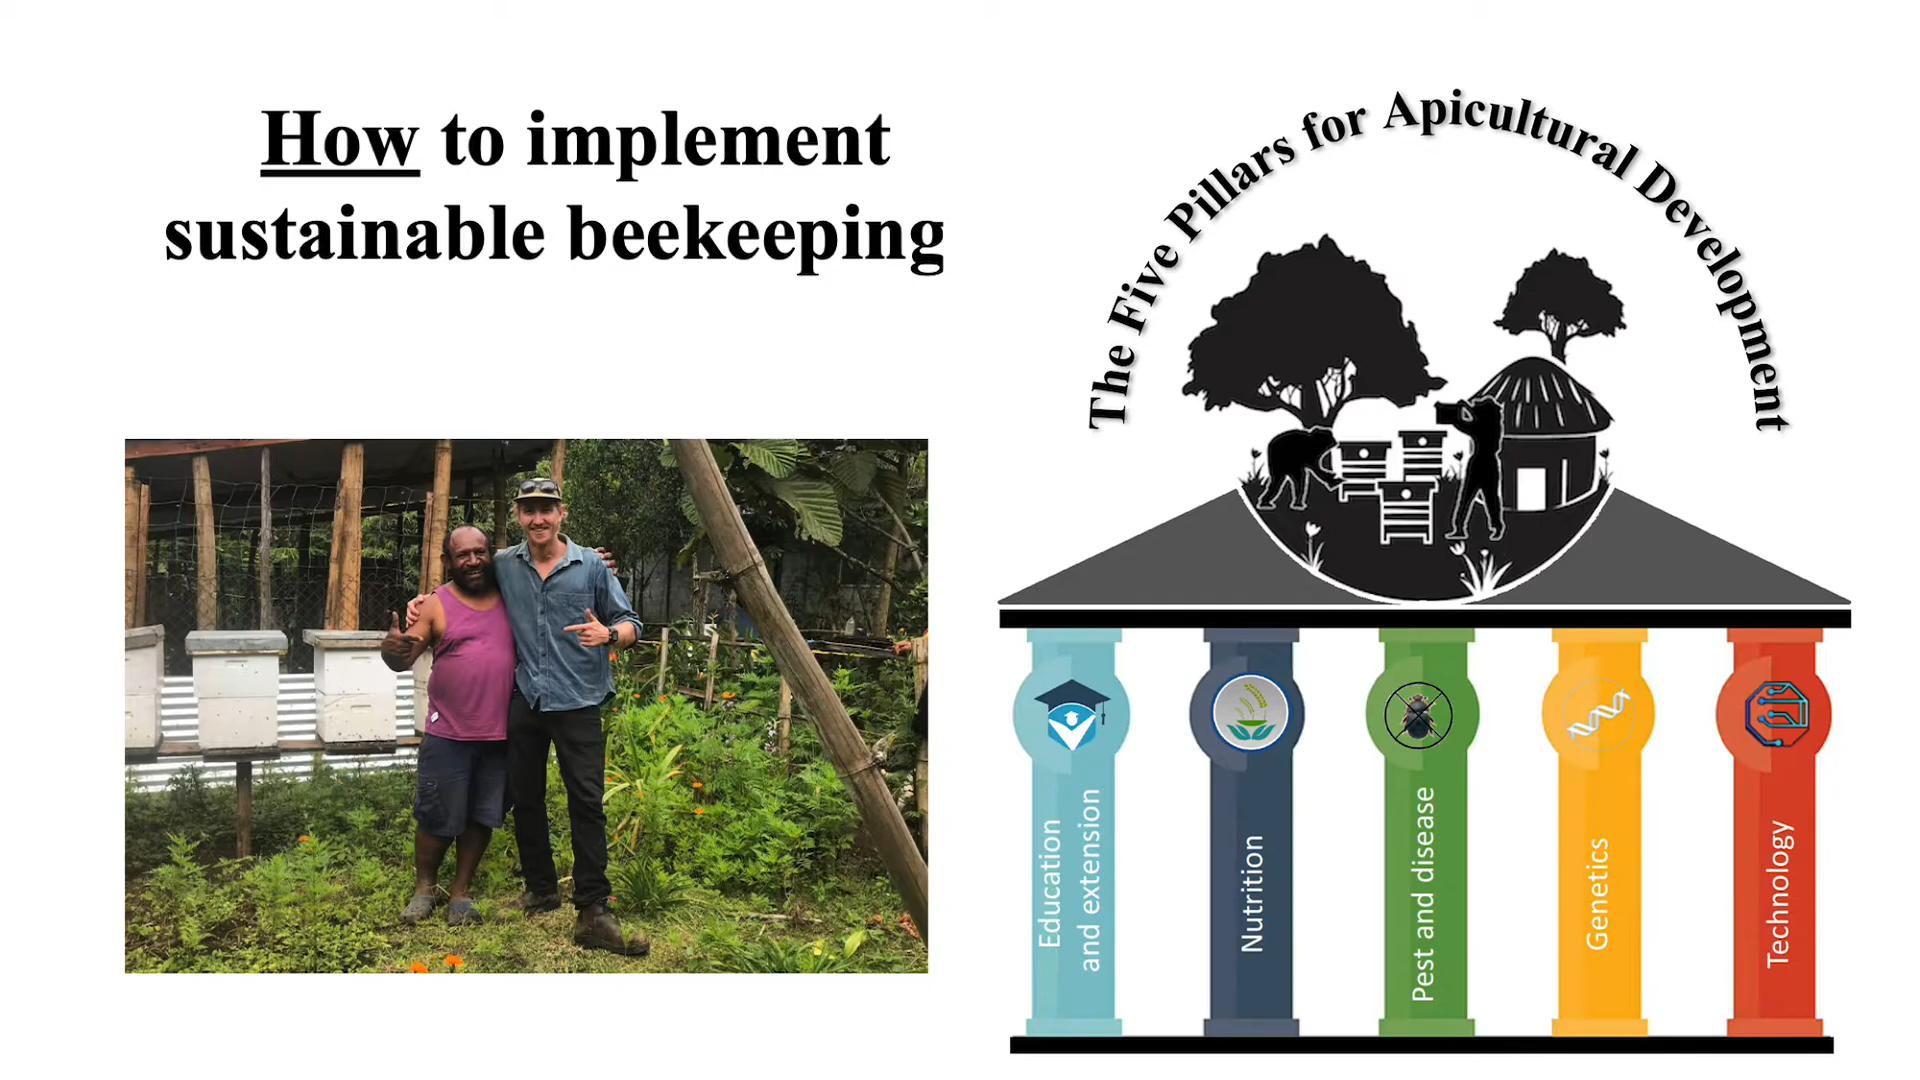 How to implement
sustainable beekeeping
The Five Pillars for Apicultural Development
Education
and extension
Nutrition
Pest and disease
Genetics
Technology